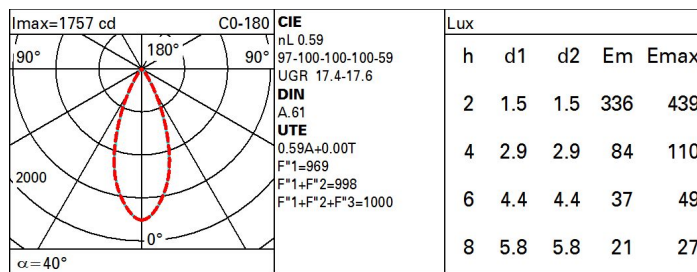 Imax=1757 cd C0-180
90° 180° 90°
2000
0°
α=40°
CIE
nL 0.59
97-100-100-100-59
UGR 17.4-17.6
DIN
A.61
UTE
0.59A+0.00T
F"1=969
F"1+F"2=998
F"1+F"2+F"3=1000
Lux
h d1 d2 Em Emax
2 1.5 1.5 336 439
4 2.9 2.9 84 110
6 4.4 4.4 37 49
8 5.8 5.8 21 27